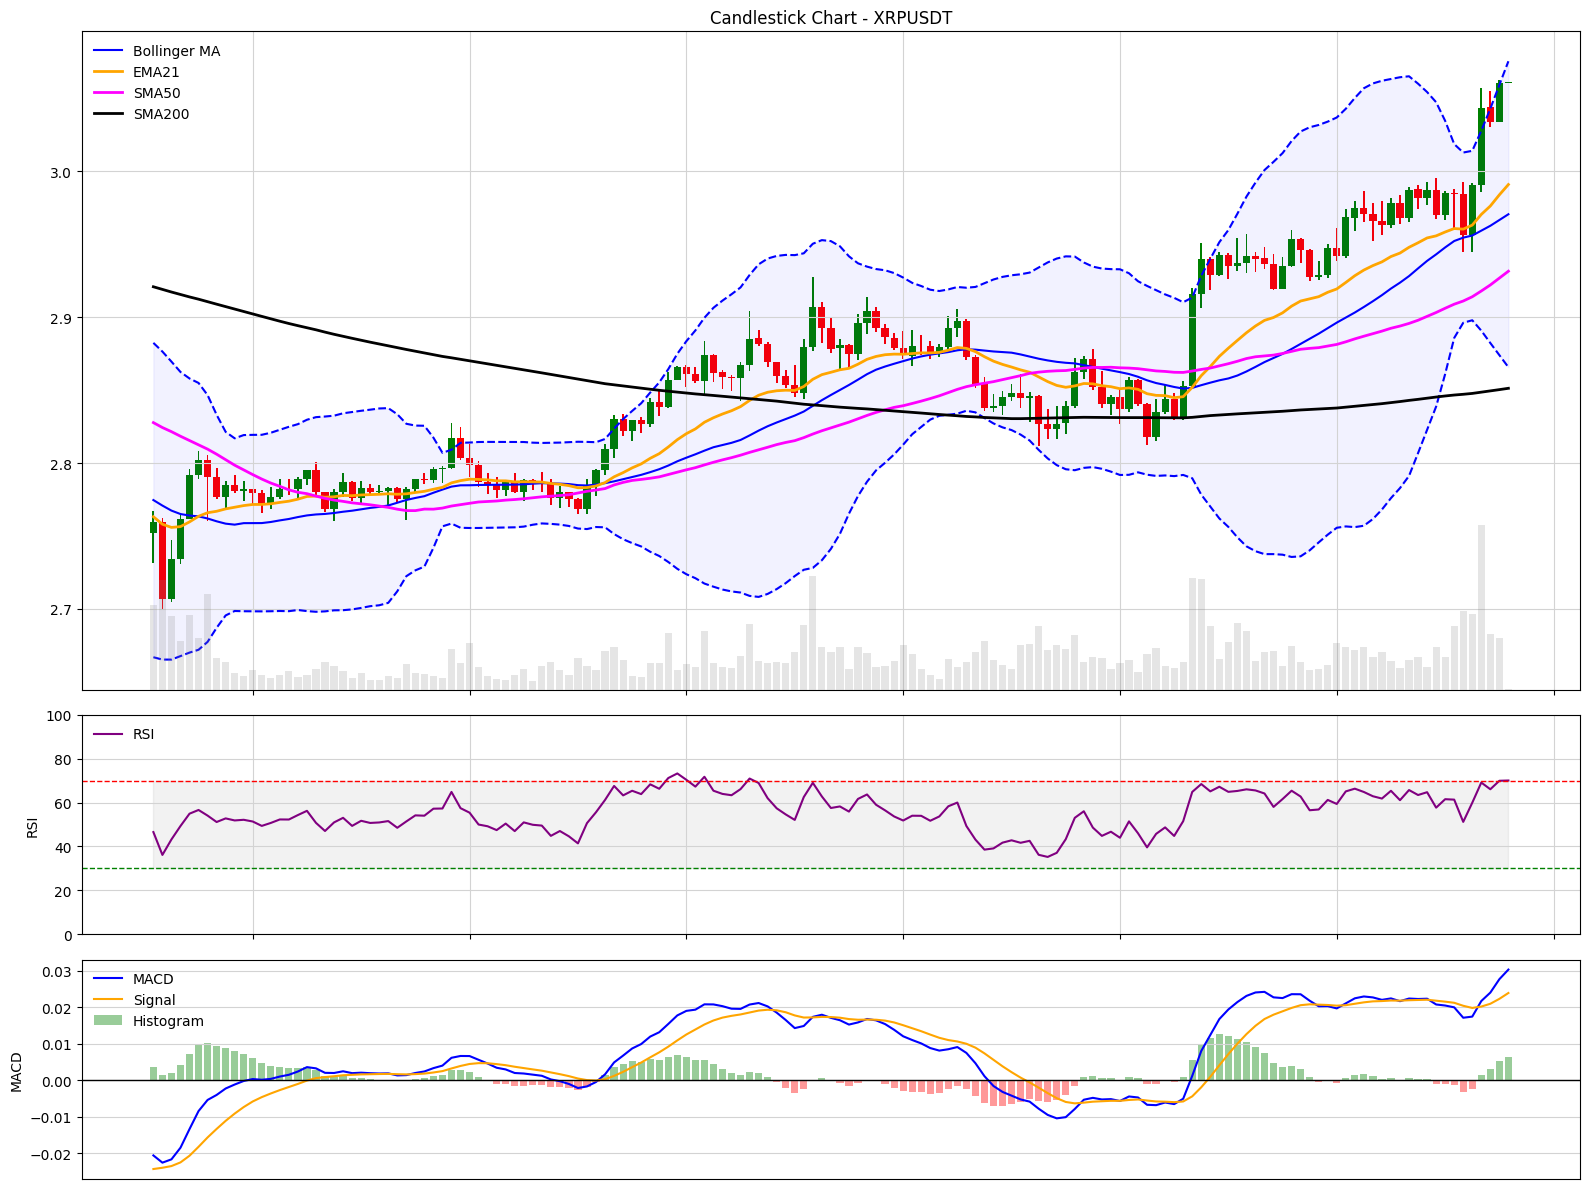 Candlestick Chart - XRPUSDT
Bollinger MA
EMA21
SMA50
SMA200
3.0
2.9
2.8
2.7
100
RSI
80
60
RSI
40
20
0
0.03
MACD
0.02
Signal
Histogram
0.01
MACD
0.00
−0.01
−0.02